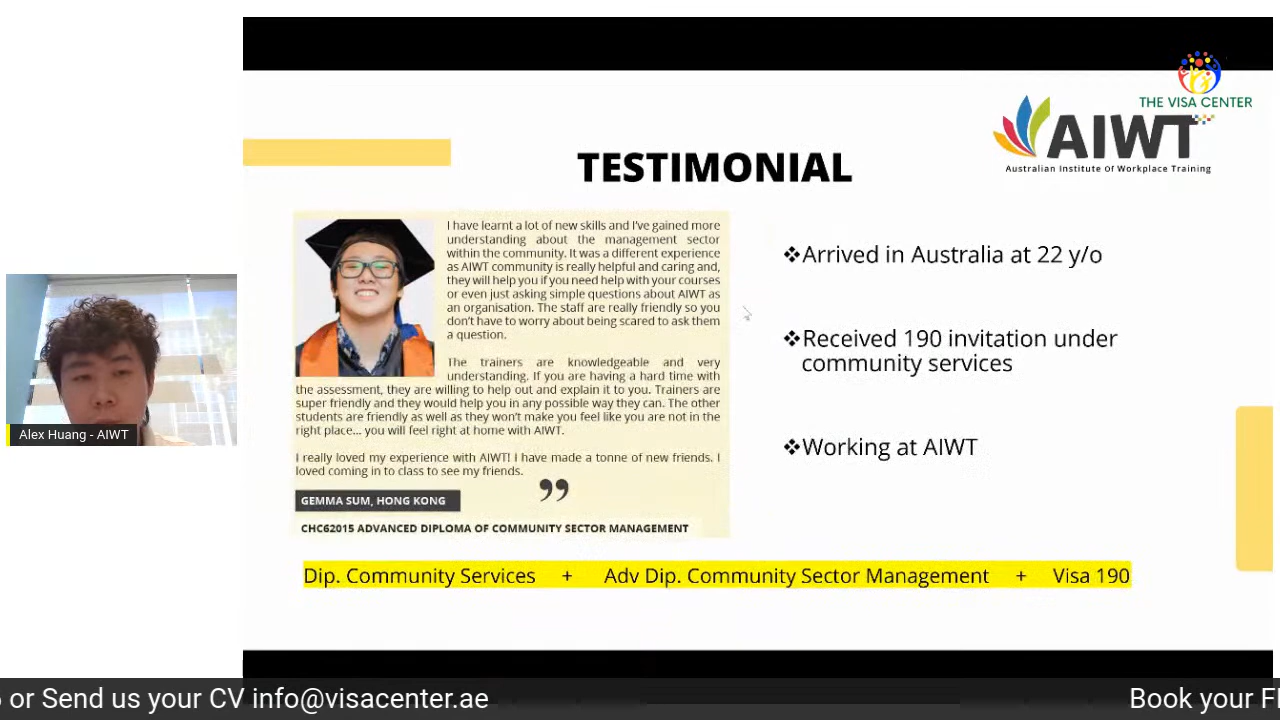 THE VISA CENTER
AIWT
Australian Institute of Workplace Training
TESTIMONIAL
I have learnt a lot of new skills and I've gained more
understanding about the management sector
within the community. It was a different experience
as AIWT community is really helpful and caring and,
they will help you if you need help with your courses
or even just asking simple questions about AIWT as
an organisation. The staff are really friendly so you
don't have to worry about being scared to ask them
a question.
The trainers are knowledgeable and very
understanding. If you are having a hard time with
the assessment, they are willing to help out and explain it to you. Trainers are
super friendly and they would help you in any possible way they can. The other
students are friendly as well as they won't make you feel like you are not in the
right place... you will feel right at home with AIWT.
I really loved my experience with AIWT! I have made a tonne of new friends. I
loved coming in to class to see my friends.
”
GEMMA SUM, HONG KONG
CHC62015 ADVANCED DIPLOMA OF COMMUNITY SECTOR MANAGEMENT
❖Arrived in Australia at 22 y/o
❖Received 190 invitation under
community services
❖Working at AIWT
Dip. Community Services + Adv Dip. Community Sector Management + Visa 190
Alex Huang - AIWT
or Send us your CV info@visacenter.ae
Book your